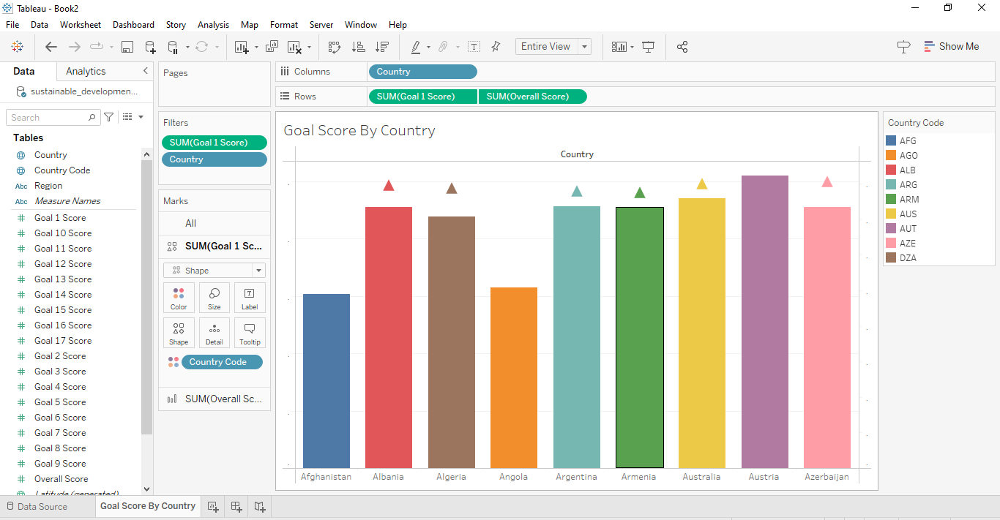 Tableau - Book2
File Data Worksheet Dashboard Story Analysis Map Format Server Window Help
Entire View
Show Me
Data Analytics
sustainable_developmen...
Search
Tables
Country
Country Code
Abc Region
Abc Measure Names
Goal 1 Score
Goal 10 Score
Goal 11 Score
Goal 12 Score
Goal 13 Score
Goal 14 Score
Goal 15 Score
Goal 16 Score
Goal 17 Score
Goal 2 Score
Goal 3 Score
Goal 4 Score
Goal 5 Score
Goal 6 Score
Goal 7 Score
Goal 8 Score
Goal 9 Score
Overall Score
Latitude (generated)
Pages
Filters
SUM(Goal 1 Score)
Country
Marks
All
SUM(Goal 1 Sc...
Shape
Color Size Label
Shape Detail Tooltip
Country Code
SUM(Overall Sc...
Columns Country
Rows SUM(Goal 1 Score) SUM(Overall Score)
Goal Score By Country
Country
Afghanistan Albania Algeria Angola Argentina Armenia Australia Austria Azerbaijan
Country Code
AFG
AGO
ALB
ARG
ARM
AUS
AUT
AZE
DZA
Data Source Goal Score By Country